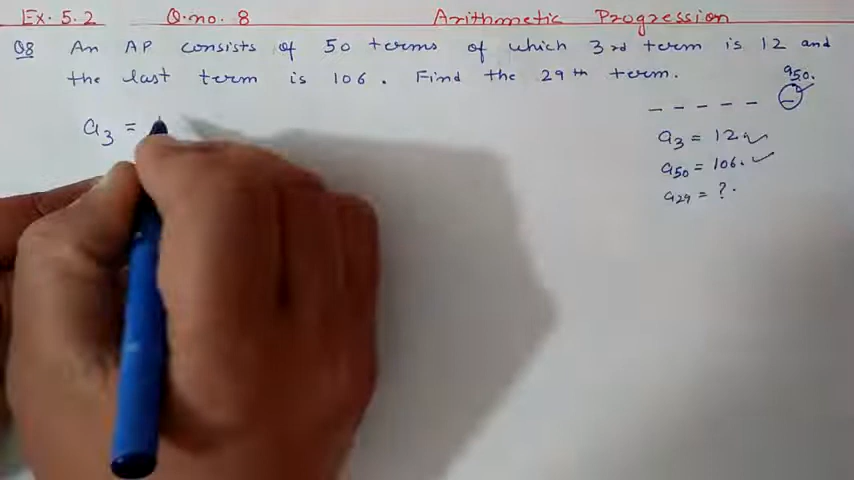 Ex. 5.2 Q.no. 8 Arithmetic Progression
Q8 An AP consists of 50 terms of which 3rd term is 12 and
the last term is 106. Find the 29th term.
a50.
_ _ _ _ _ _
a3 = 12
a50 = 106.
a29 = ?.
a3 =